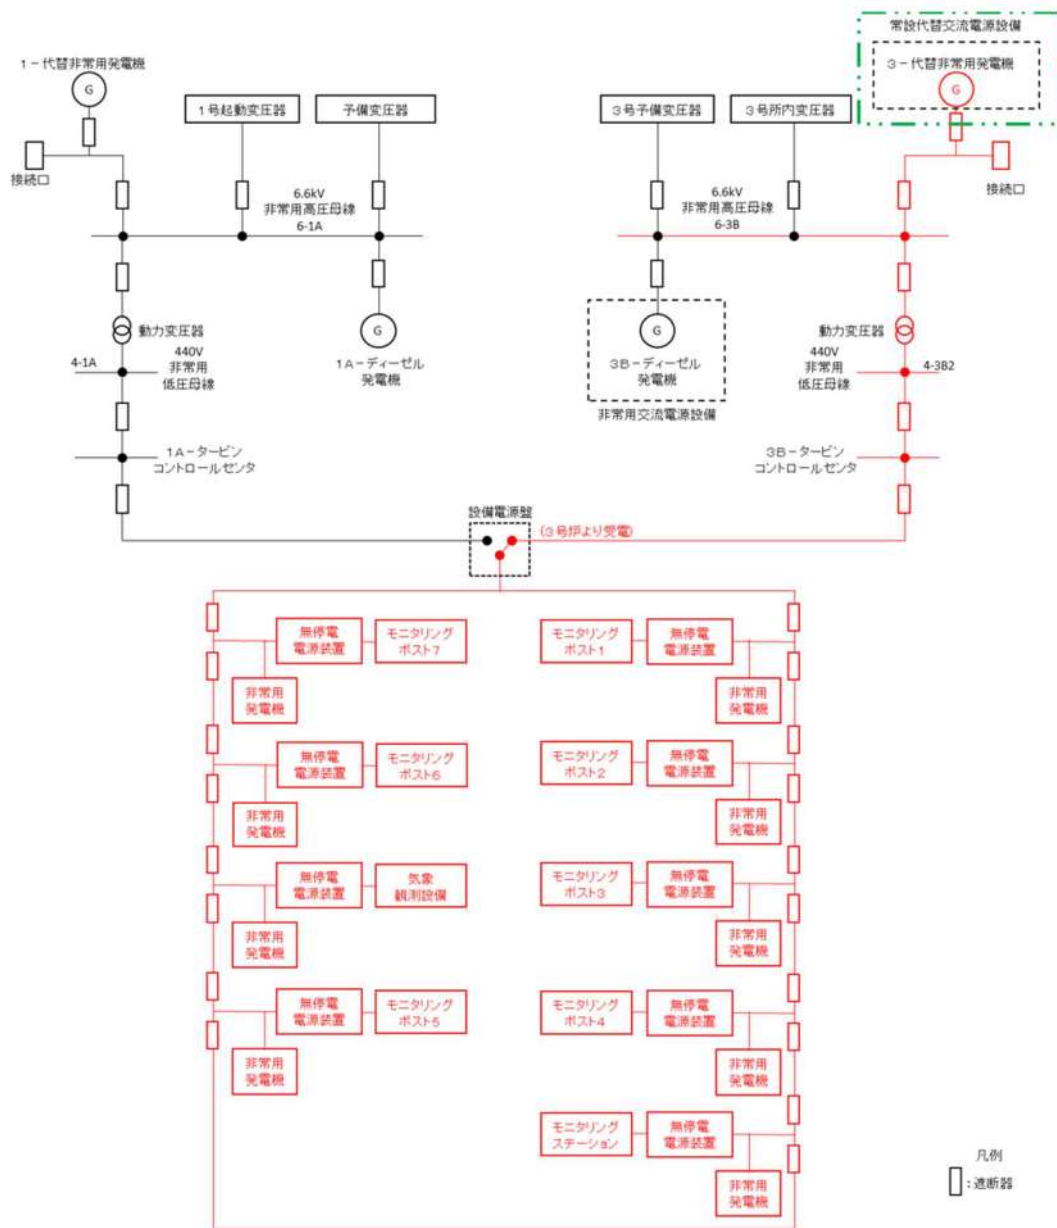 常設代替交流電源設備
1-代替非常用発電機
3-代替非常用発電機
G
G
1号起動変圧器
予備変圧器
3号予備変圧器
3号所内変圧器
接続口
接続口
6.6kV
非常用高圧母線
6-1A
6.6kV
非常用高圧母線
6-3B
動力変圧器
G
1A-ディーゼル
発電機
G
3B-ディーゼル
発電機
非常用交流電源設備
動力変圧器
4-1A
440V
非常用
低圧母線
440V
非常用
低圧母線
4-3B2
1A-タービン
コントロールセンタ
3B-タービン
コントロールセンタ
設備電源盤
(3号炉より受電)
無停電
電源装置
モニタリング
ポスト7
モニタリング
ポスト1
無停電
電源装置
非常用
発電機
非常用
発電機
無停電
電源装置
モニタリング
ポスト6
モニタリング
ポスト2
無停電
電源装置
非常用
発電機
非常用
発電機
無停電
電源装置
気象
観測設備
モニタリング
ポスト3
無停電
電源装置
非常用
発電機
非常用
発電機
無停電
電源装置
モニタリング
ポスト5
モニタリング
ポスト4
無停電
電源装置
非常用
発電機
非常用
発電機
モニタリング
ステーション
無停電
電源装置
非常用
発電機
凡例
:遮断器